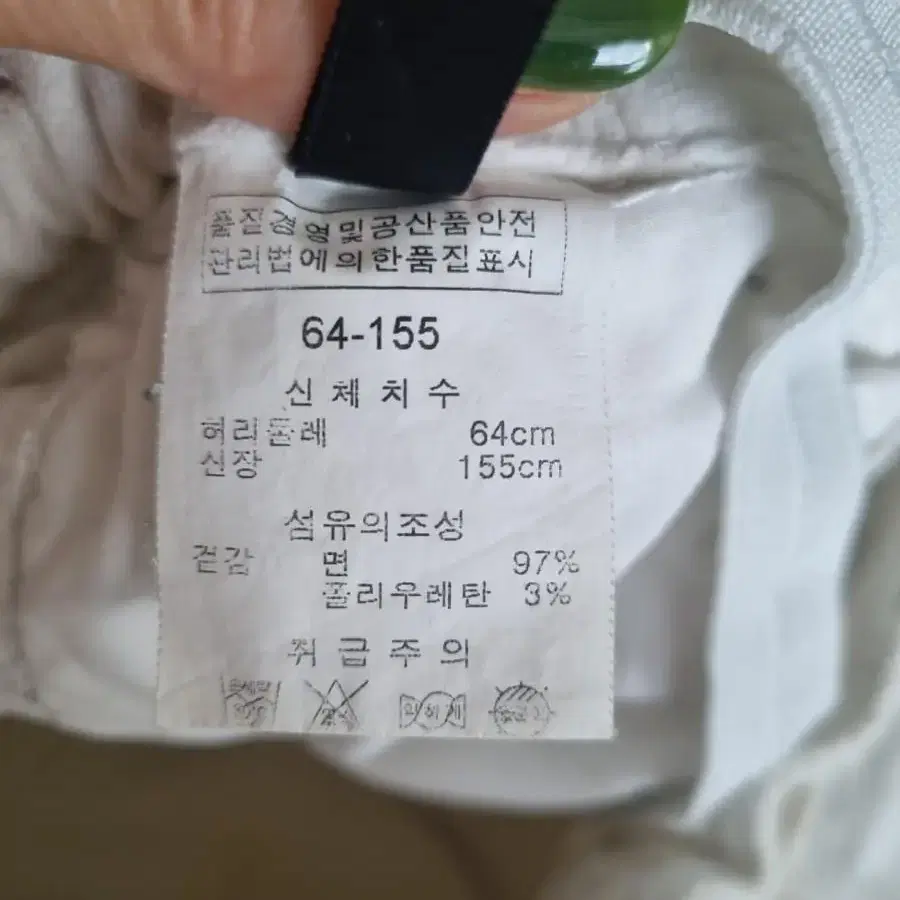 품질경영및공산품안전
관리법에의한품질표시
64-155
신체치수
허리둘레 64cm
신장 155cm
섬유의조성
겉감 면 97%
폴리우레탄 3%
취급주의